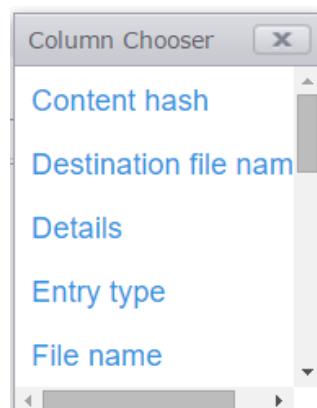 Column Chooser
Content hash
Destination file nam
Details
Entry type
File name